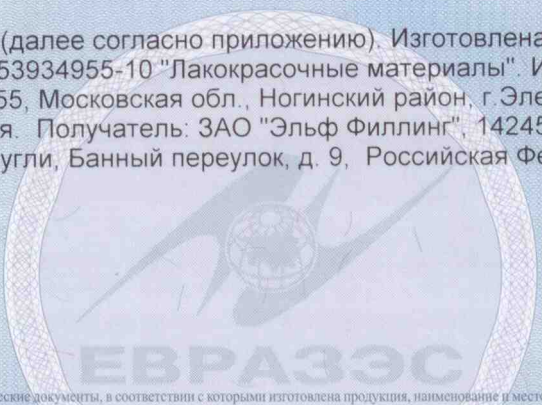 (далее согласно приложению). Изготовлена
53934955-10 "Лакокрасочные материалы". И
55, Московская обл., Ногинский район, г.Эле
я. Получатель: ЗАО "Эльф Филлинг", 14245
угли, Банный переулок, д. 9, Российская Фе
ЕВРАЗЭС
еские документы, в соответствии с которыми изготовлена продукция, наименование и место